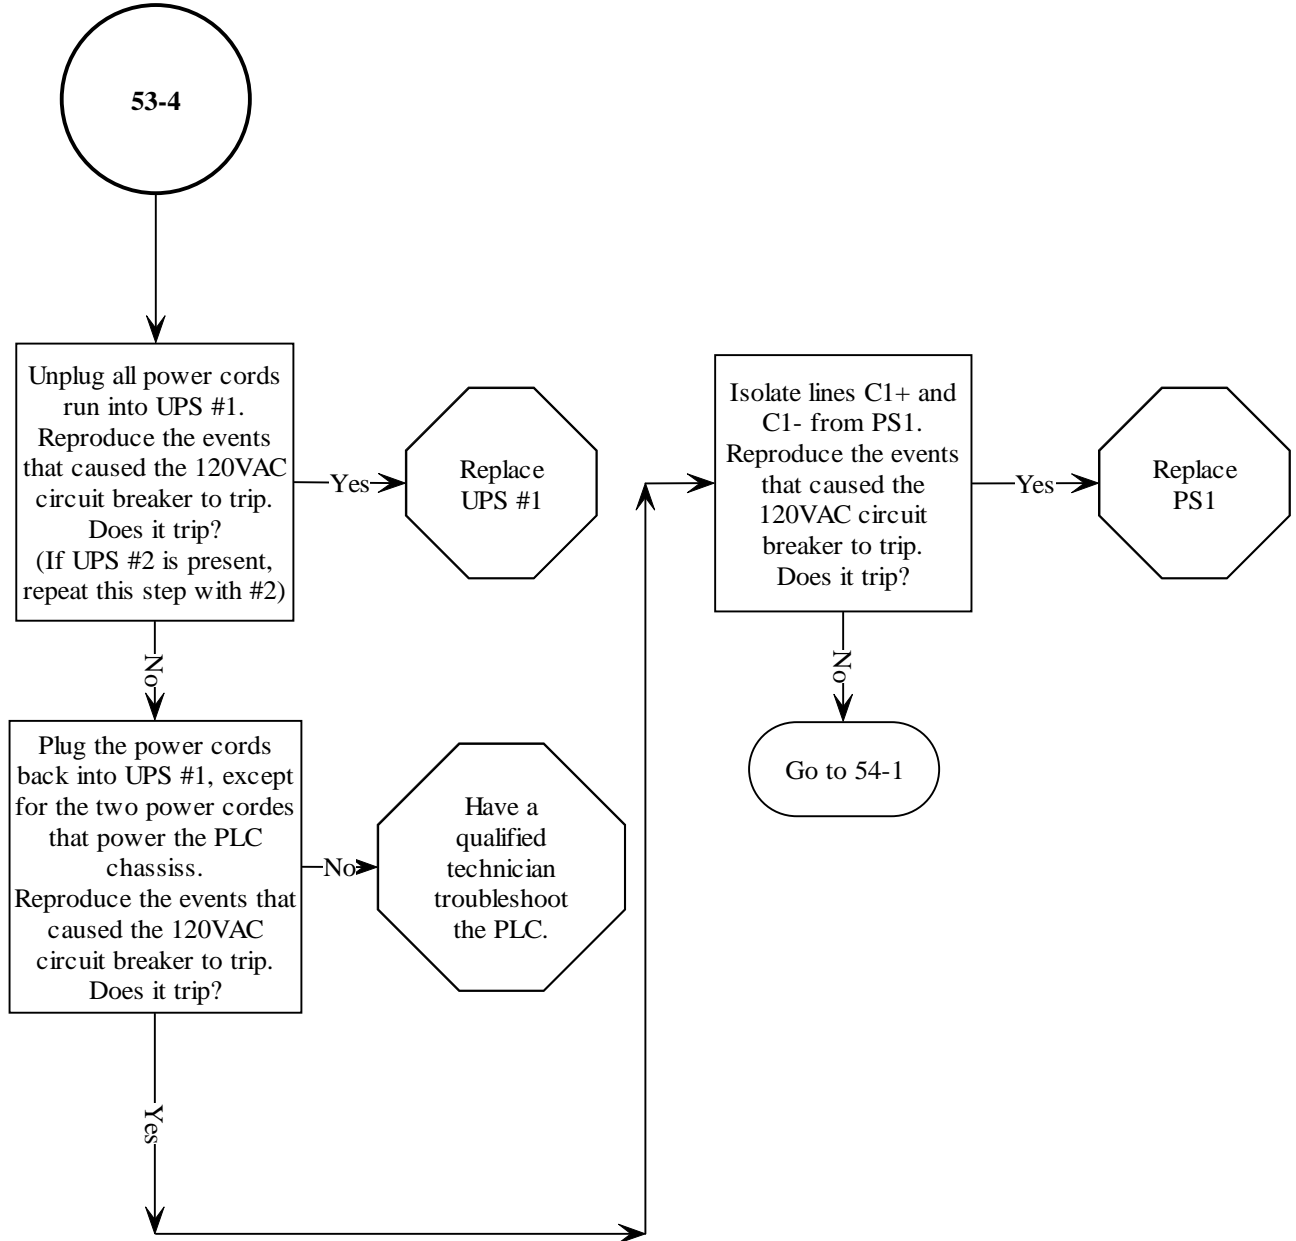 53-4
Unplug all power cords
run into UPS #1.
Reproduce the events
that caused the 120VAC
circuit breaker to trip.
Does it trip?
(If UPS #2 is present,
repeat this step with #2)
Yes
Replace
UPS #1
No
Plug the power cords
back into UPS #1, except
for the two power cordes
that power the PLC
chassiss.
Reproduce the events that
caused the 120VAC
circuit breaker to trip.
Does it trip?
No
Have a
qualified
technician
troubleshoot
the PLC.
Yes
Isolate lines C1+ and
C1- from PS1.
Reproduce the events
that caused the
120VAC circuit
breaker to trip.
Does it trip?
Yes
Replace
PS1
No
Go to 54-1